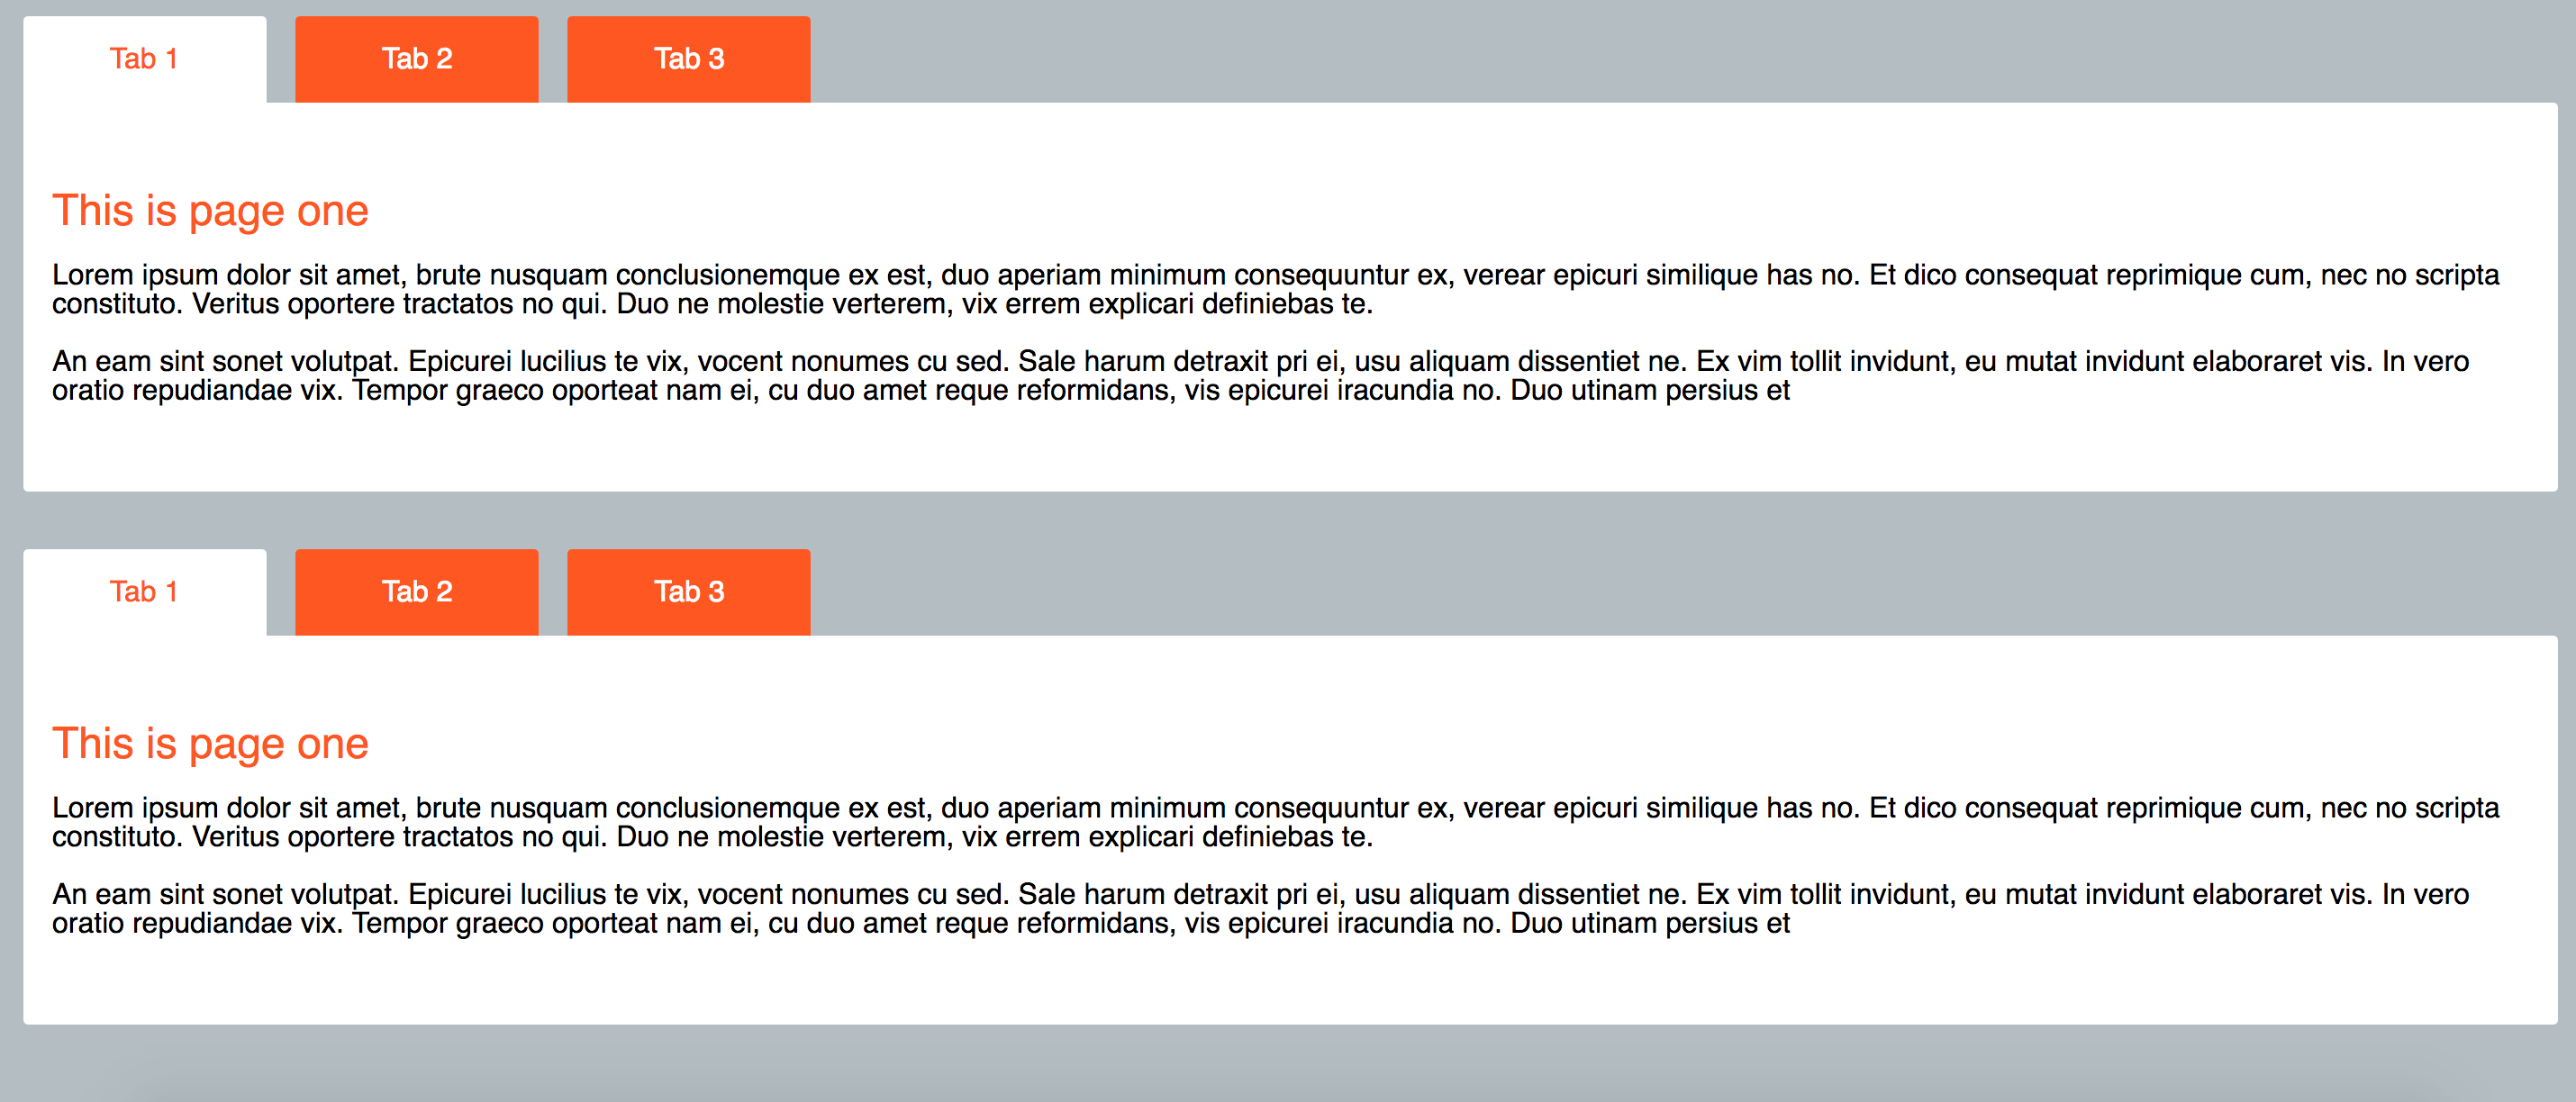 Tab 1 Tab 2 Tab 3
This is page one
Lorem ipsum dolor sit amet, brute nusquam conclusionemque ex est, duo aperiam minimum consequuntur ex, verear epicuri similique has no. Et dico consequat reprimique cum, nec no scripta
constituto. Veritus oportere tractatos no qui. Duo ne molestie verterem, vix errem explicari definiebas te.
An eam sint sonet volutpat. Epicurei lucilius te vix, vocent nonumes cu sed. Sale harum detraxit pri ei, usu aliquam dissentiet ne. Ex vim tollit invidunt, eu mutat invidunt elaboraret vis. In vero
oratio repudiandae vix. Tempor graeco oporteat nam ei, cu duo amet reque reformidans, vis epicurei iracundia no. Duo utinam persius et
Tab 1 Tab 2 Tab 3
This is page one
Lorem ipsum dolor sit amet, brute nusquam conclusionemque ex est, duo aperiam minimum consequuntur ex, verear epicuri similique has no. Et dico consequat reprimique cum, nec no scripta
constituto. Veritus oportere tractatos no qui. Duo ne molestie verterem, vix errem explicari definiebas te.
An eam sint sonet volutpat. Epicurei lucilius te vix, vocent nonumes cu sed. Sale harum detraxit pri ei, usu aliquam dissentiet ne. Ex vim tollit invidunt, eu mutat invidunt elaboraret vis. In vero
oratio repudiandae vix. Tempor graeco oporteat nam ei, cu duo amet reque reformidans, vis epicurei iracundia no. Duo utinam persius et